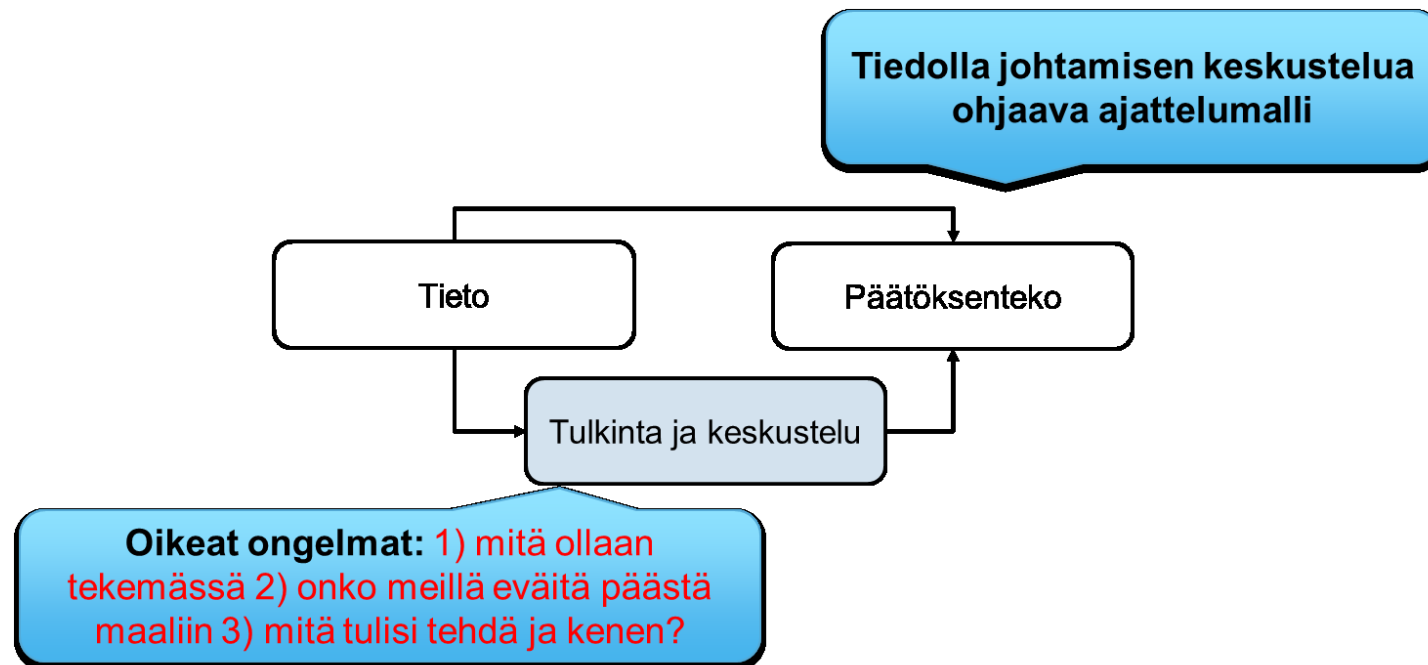 Tiedolla johtamisen keskustelua
ohjaava ajattelumalli
Tieto
Päätöksenteko
Tulkinta ja keskustelu
Oikeat ongelmat: 1) mitä ollaan
tekemässä 2) onko meillä eväitä päästä
maaliin 3) mitä tulisi tehdä ja kenen?